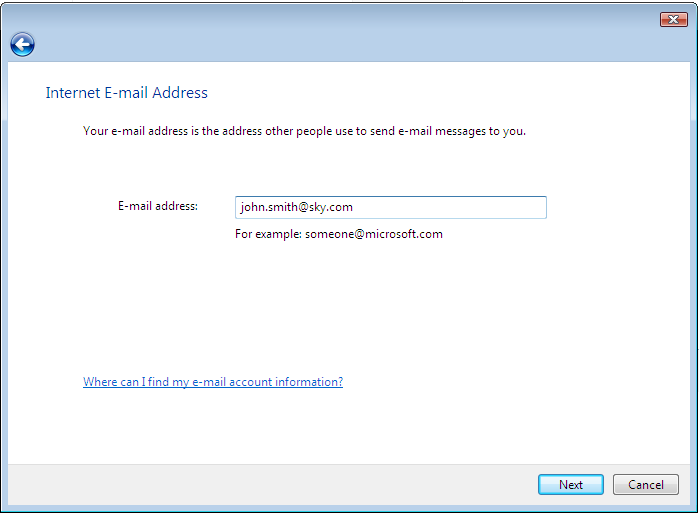 Internet E-mail Address
Your e-mail address is the address other people use to send e-mail messages to you.
E-mail address: john.smith@sky.com
For example: someone@microsoft.com
Where can I find my e-mail account information?
Next Cancel